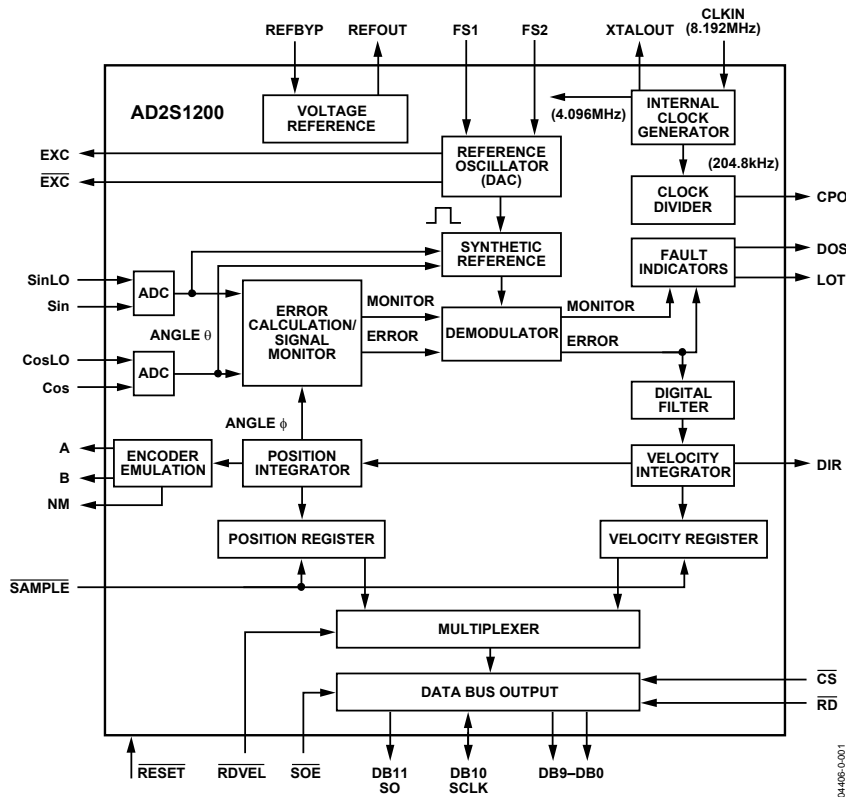 REFBYP REFOUT FS1 FS2 XTALOUT CLKIN
(8.192MHz)
AD2S1200
VOLTAGE
REFERENCE
(4.096MHz)
INTERNAL
CLOCK
GENERATOR
EXC
EXC
REFERENCE
OSCILLATOR
(DAC)
(204.8kHz)
CLOCK
DIVIDER
CPO
SYNTHETIC
REFERENCE
FAULT
INDICATORS
DOS
LOT
SinLO
Sin
ADC
ANGLE θ
ERROR
CALCULATION/
SIGNAL
MONITOR
MONITOR
ERROR
DEMODULATOR
MONITOR
ERROR
CosLO
Cos
ADC
DIGITAL
FILTER
ANGLE ϕ
A
B
NM
ENCODER
EMULATION
POSITION
INTEGRATOR
VELOCITY
INTEGRATOR
DIR
POSITION REGISTER
VELOCITY REGISTER
SAMPLE
MULTIPLEXER
DATA BUS OUTPUT
CS
RD
RESET
RDVEL
SOE
DB11
SO
DB10
SCLK
DB9–DB0
04406-0-001